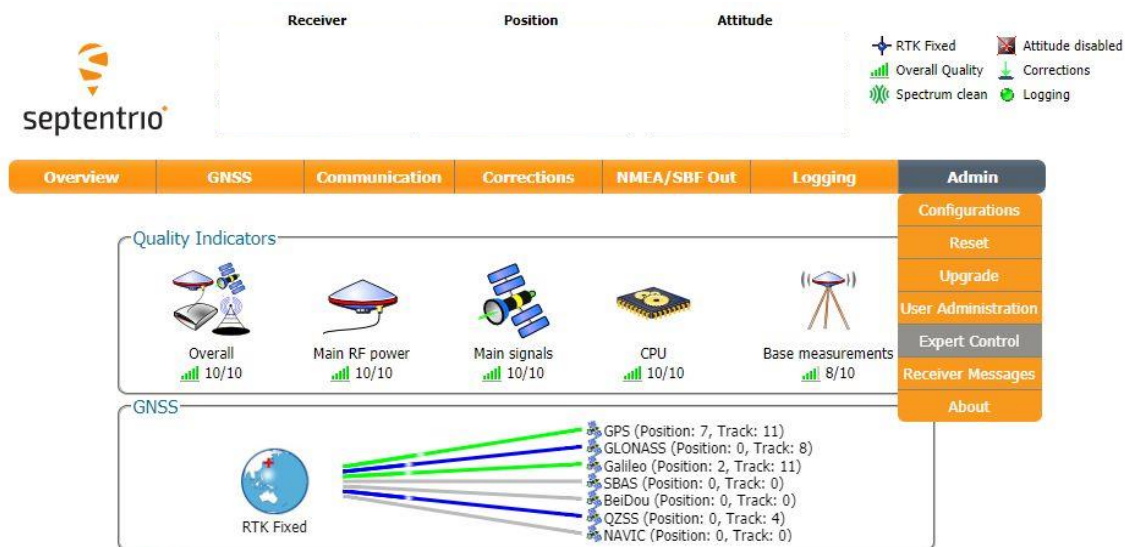 Receiver Position Attitude
RTK Fixed Attitude disabled
Overall Quality Corrections
Spectrum clean Logging
septentrio
Overview GNSS Communication Corrections NMEA/SBF Out Logging Admin
Configurations
Reset
Upgrade
User Administration
Expert Control
Receiver Messages
About
Quality Indicators
Overall Main RF power Main signals CPU Base measurements
10/10 10/10 10/10 10/10 8/10
GNSS
GPS (Position: 7, Track: 11)
GLONASS (Position: 0, Track: 8)
Galileo (Position: 2, Track: 11)
SBAS (Position: 0, Track: 0)
BeiDou (Position: 0, Track: 0)
QZSS (Position: 0, Track: 4)
NAVIC (Position: 0, Track: 0)
RTK Fixed